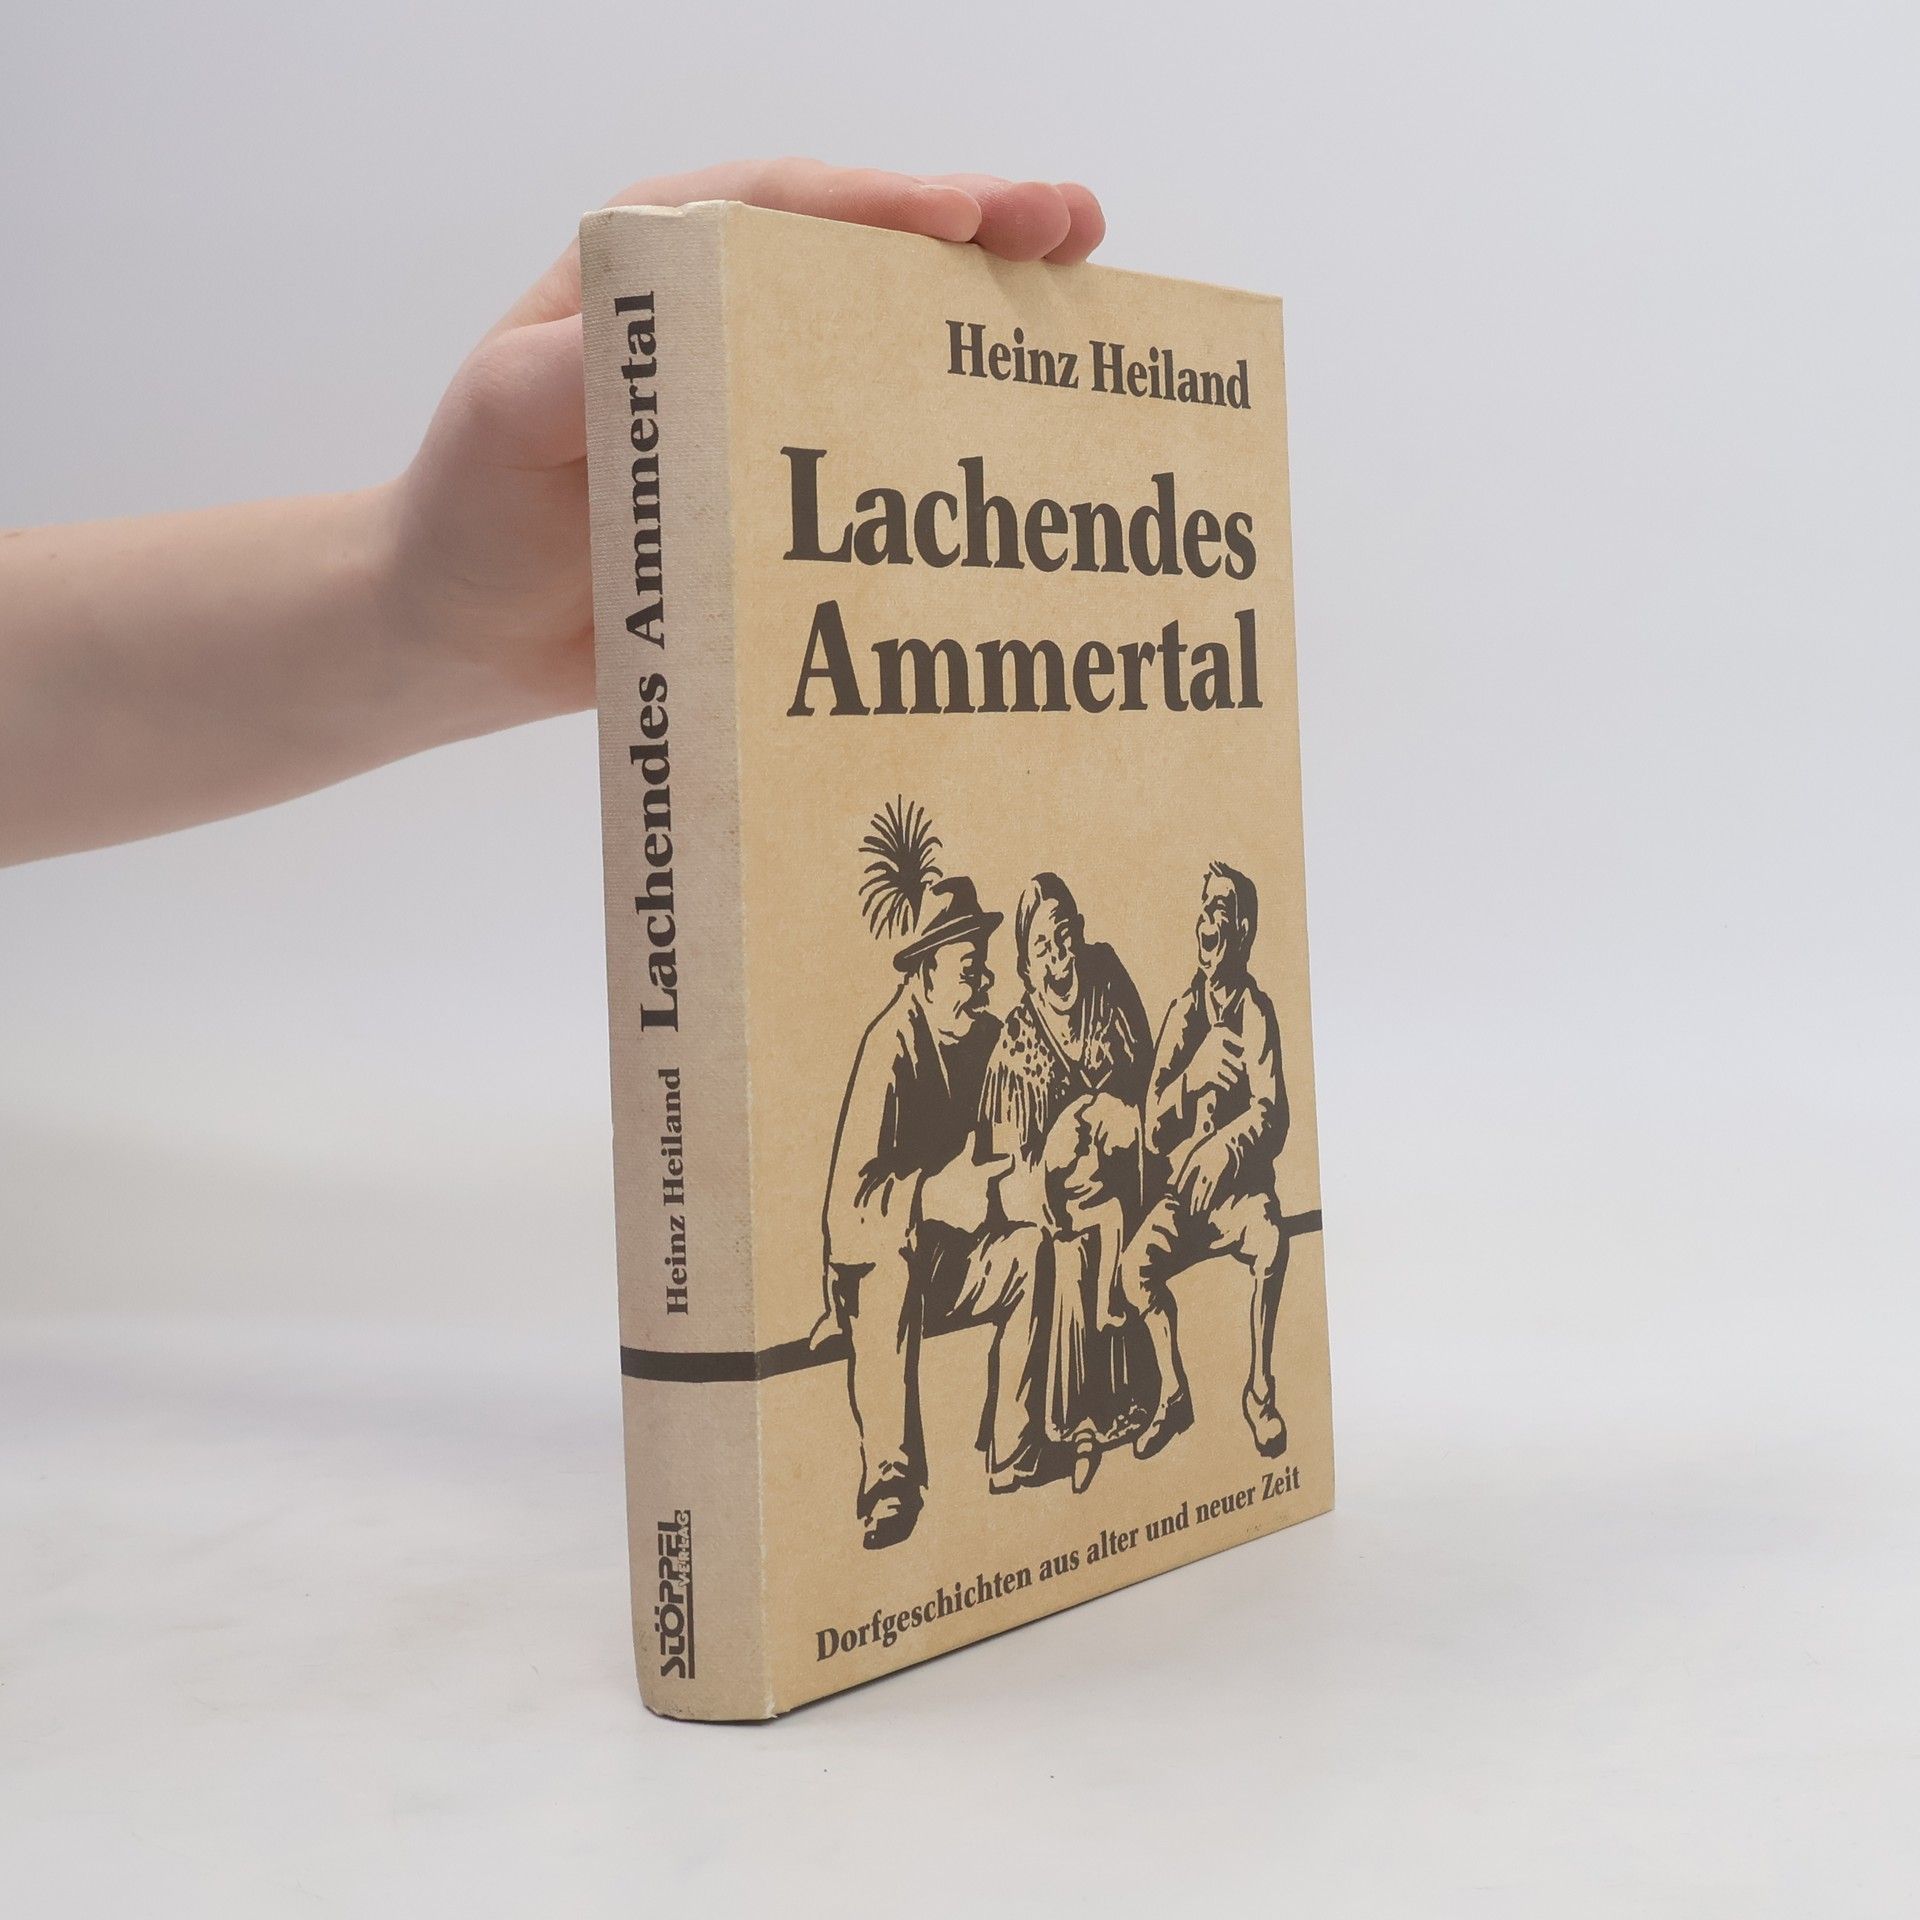 Heinz Heiland
Lachendes
Ammertal
Dorfgeschichten aus alter und neuer Zeit
Heinz Heiland Lachendes Ammertal
STÖPPEL
VERLAG